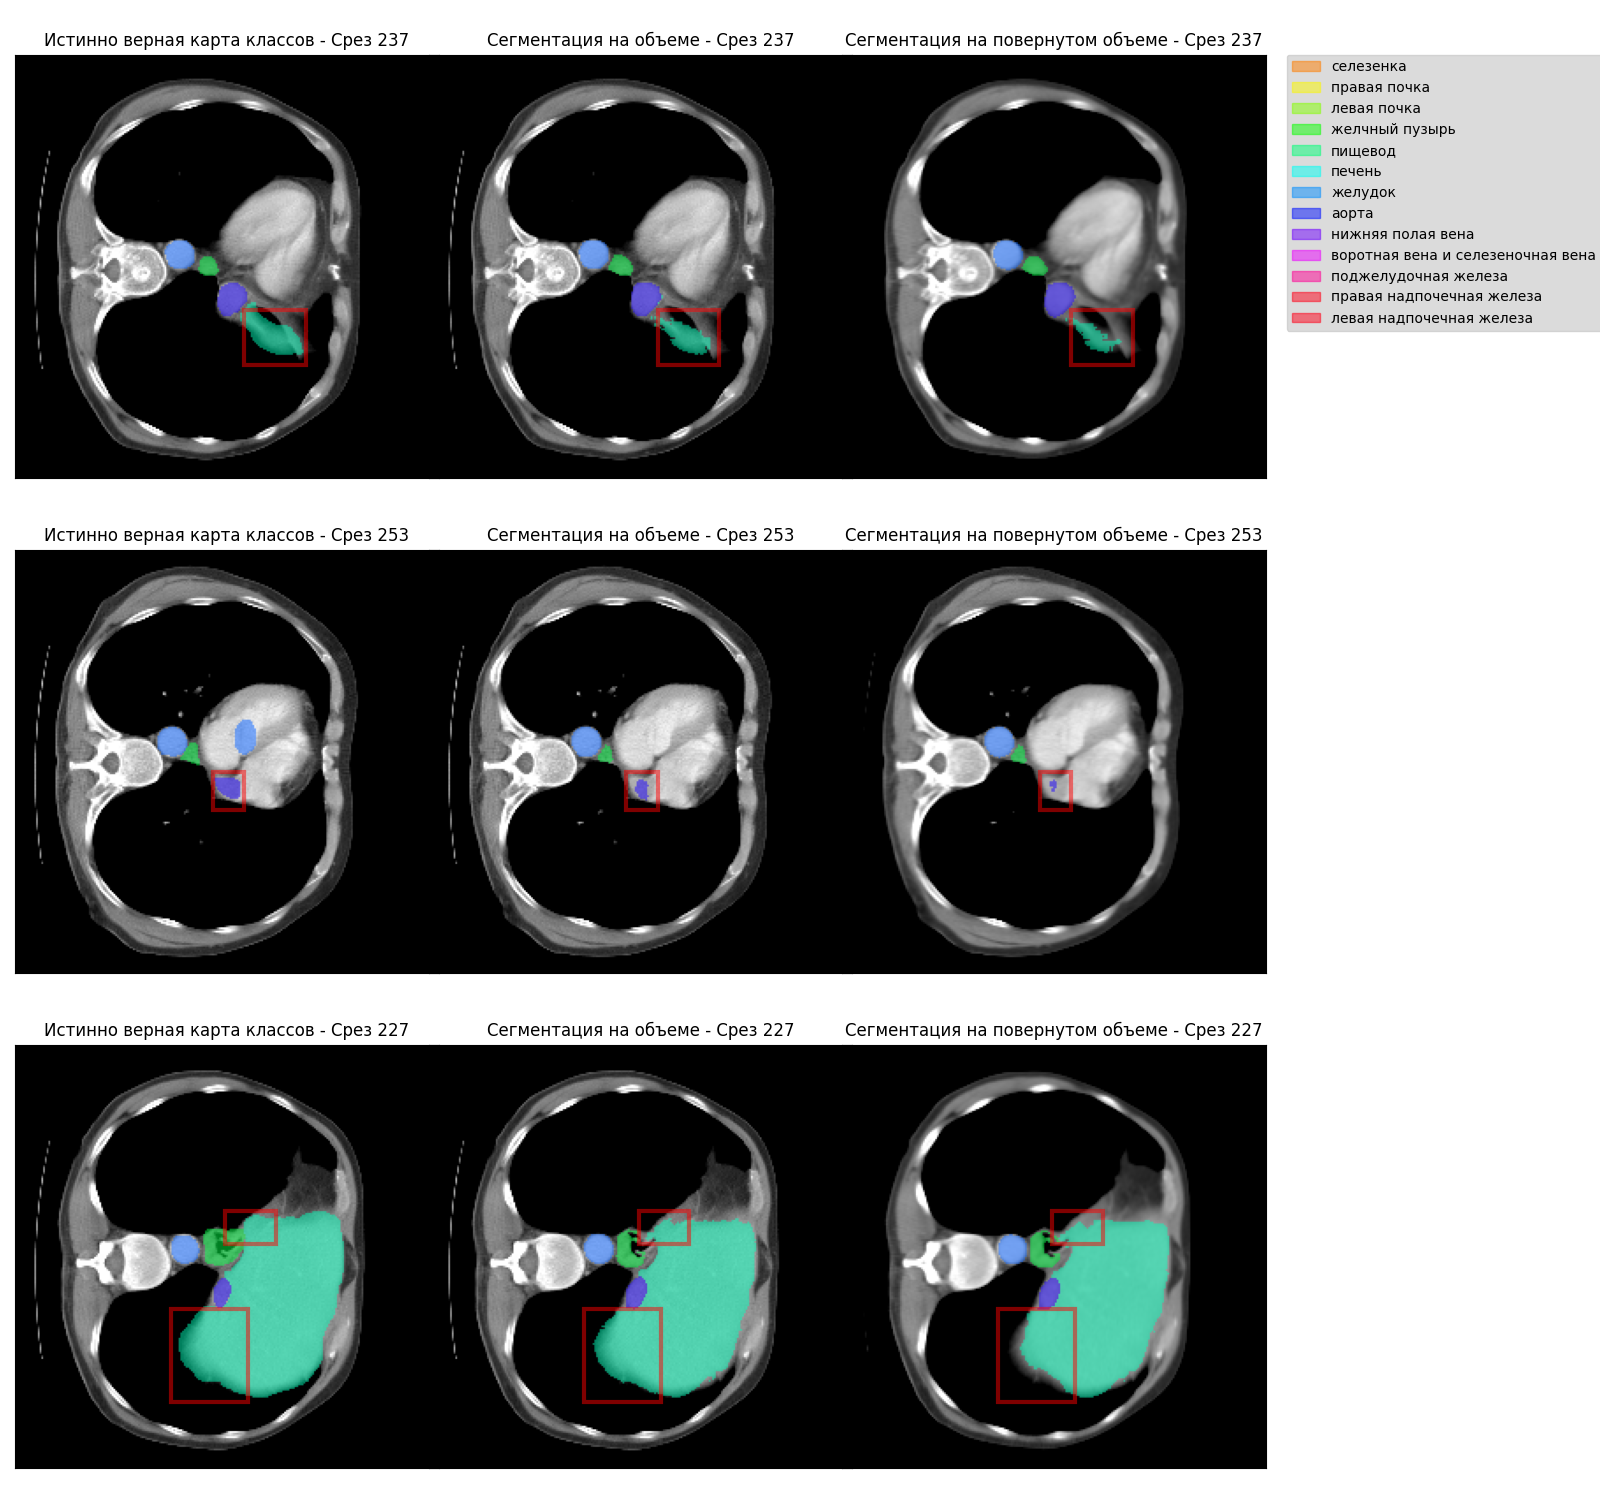 Истинно верная карта классов - Срез 237
Сегментация на объеме - Срез 237
Сегментация на повернутом объеме - Срез 237
селезенка
правая почка
левая почка
желчный пузырь
пищевод
печень
желудок
аорта
нижняя полая вена
воротная вена и селезеночная вена
поджелудочная железа
правая надпочечная железа
левая надпочечная железа
Истинно верная карта классов - Срез 253
Сегментация на объеме - Срез 253
Сегментация на повернутом объеме - Срез 253
Истинно верная карта классов - Срез 227
Сегментация на объеме - Срез 227
Сегментация на повернутом объеме - Срез 227